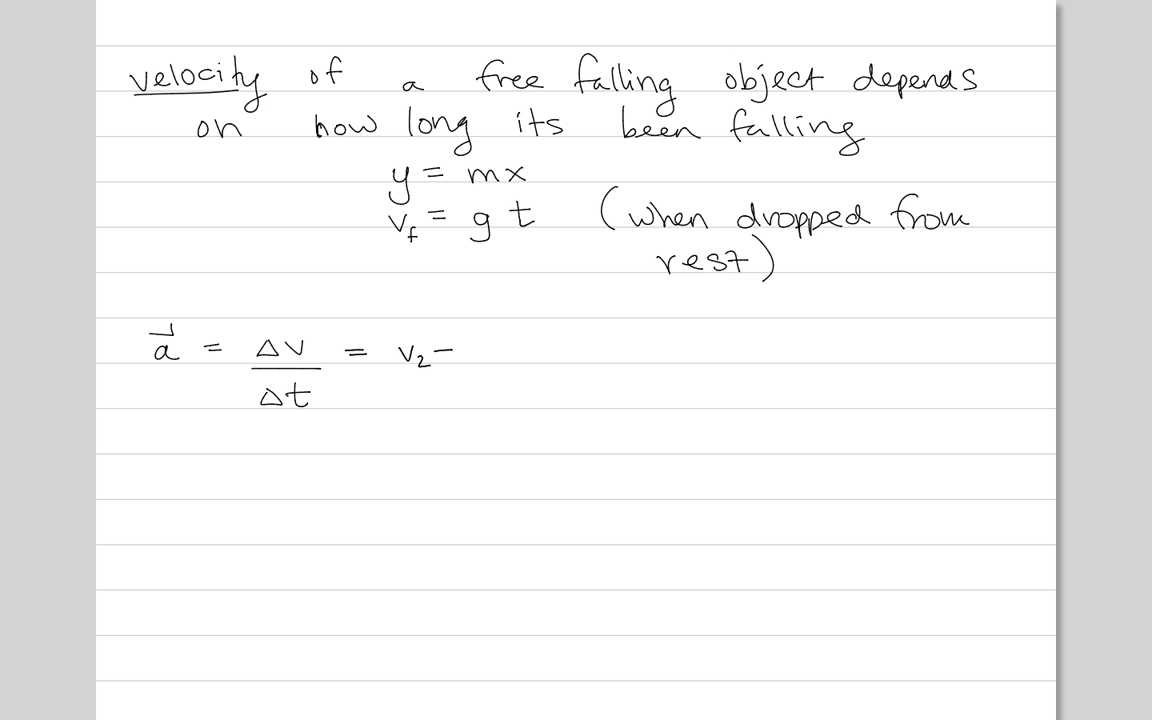 velocity of a free falling object depends
on how long its been falling
y = mx
v_f = g t (when dropped from
rest)
a⃗ = Δv/Δt = v₂ −